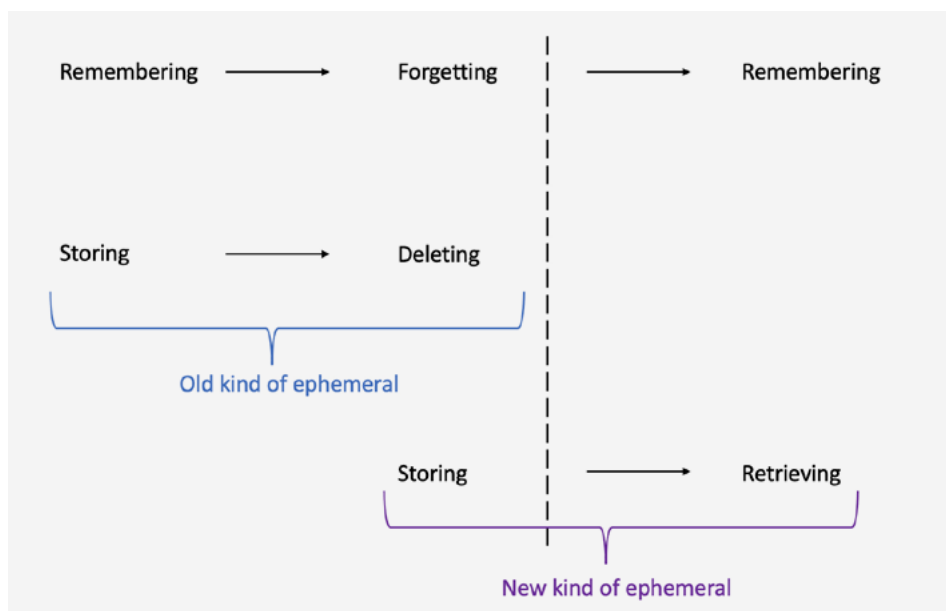 Remembering Forgetting Remembering
Storing Deleting
Old kind of ephemeral
Storing Retrieving
New kind of ephemeral